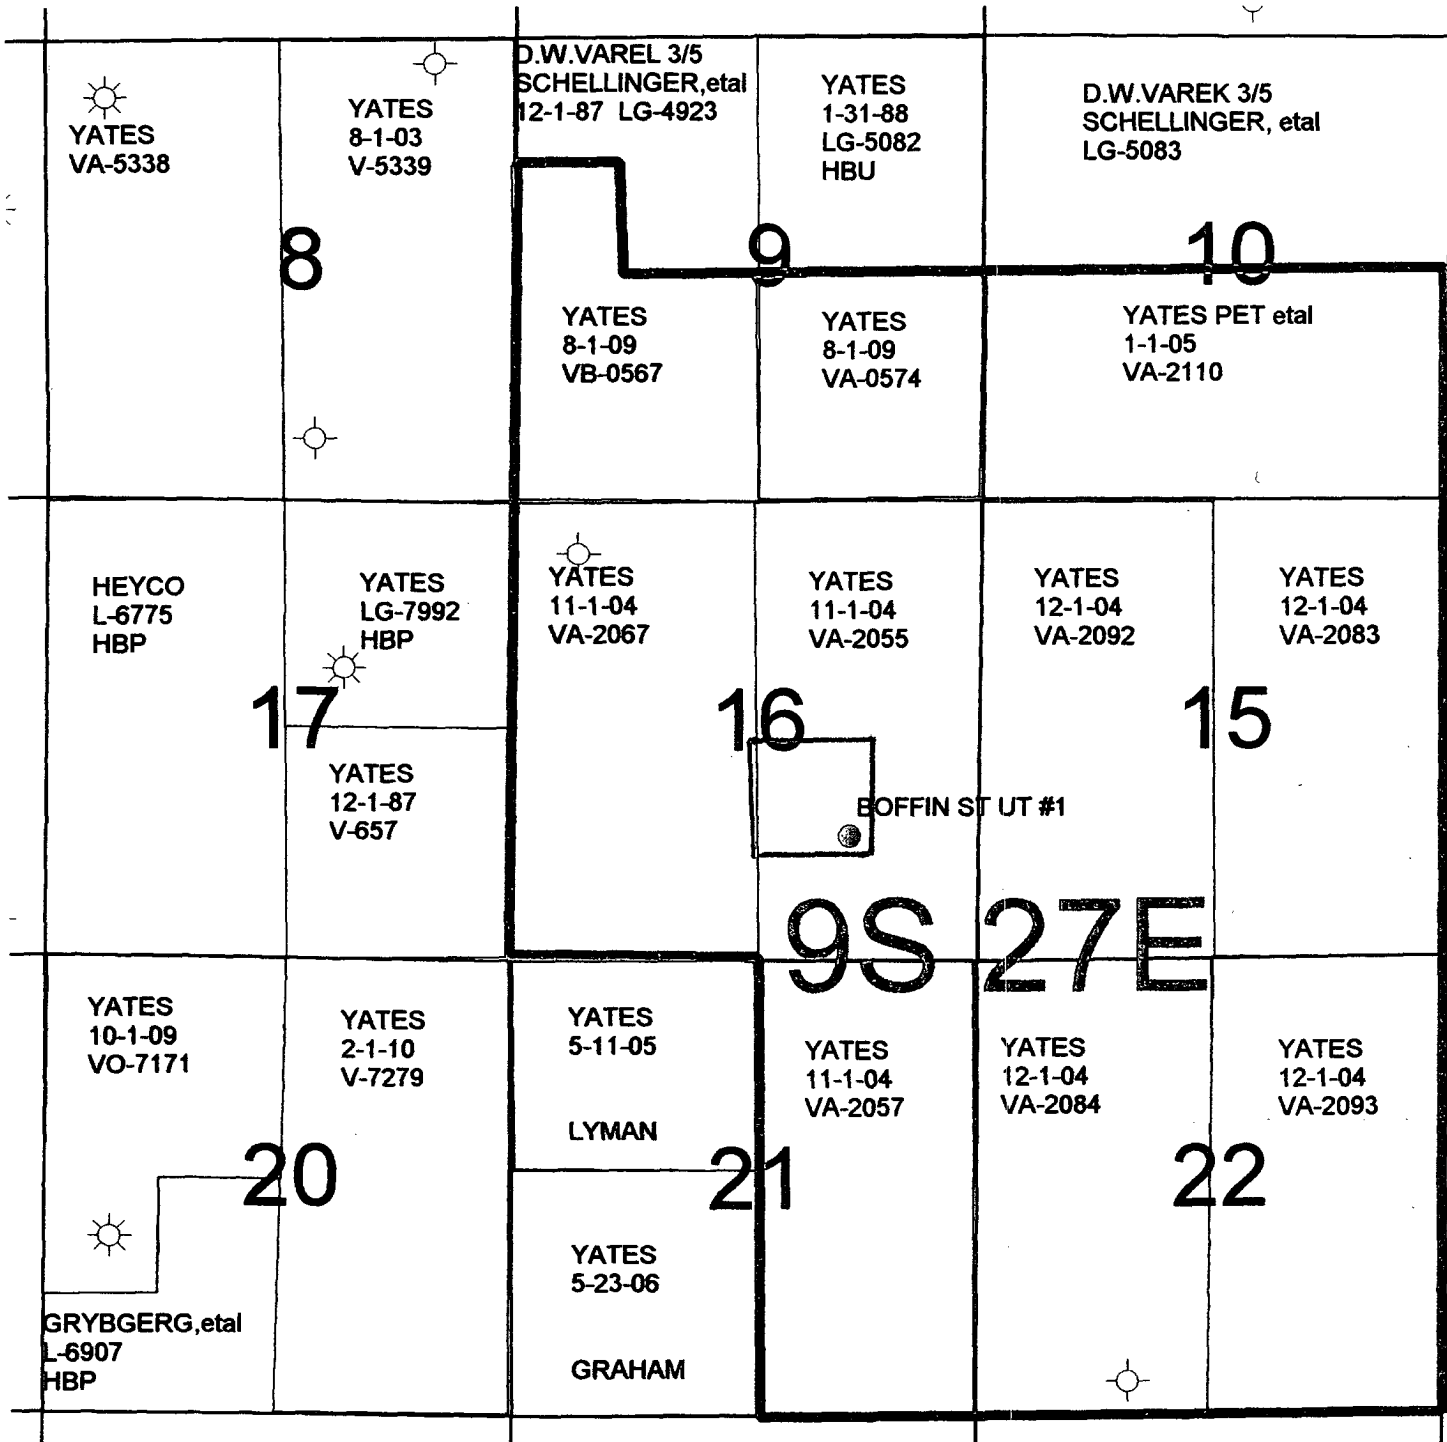 YATES
VA-5338
YATES
8-1-03
V-5339
D.W.VAREL 3/5
SCHELLINGER,etal
12-1-87 LG-4923
YATES
1-31-88
LG-5082
HBU
D.W.VAREK 3/5
SCHELLINGER, etal
LG-5083
8
9
10
YATES
8-1-09
VB-0567
YATES
8-1-09
VA-0574
YATES PET etal
1-1-05
VA-2110
HEYCO
L-6775
HBP
YATES
LG-7992
HBP
YATES
11-1-04
VA-2067
YATES
11-1-04
VA-2055
YATES
12-1-04
VA-2092
YATES
12-1-04
VA-2083
17
16
15
YATES
12-1-87
V-657
BOFFIN ST UT #1
9S 27E
YATES
10-1-09
VO-7171
YATES
2-1-10
V-7279
YATES
5-11-05
LYMAN
YATES
11-1-04
VA-2057
YATES
12-1-04
VA-2084
YATES
12-1-04
VA-2093
20
21
22
YATES
5-23-06
GRAHAM
GRYBGERG,etal
L-6907
HBP